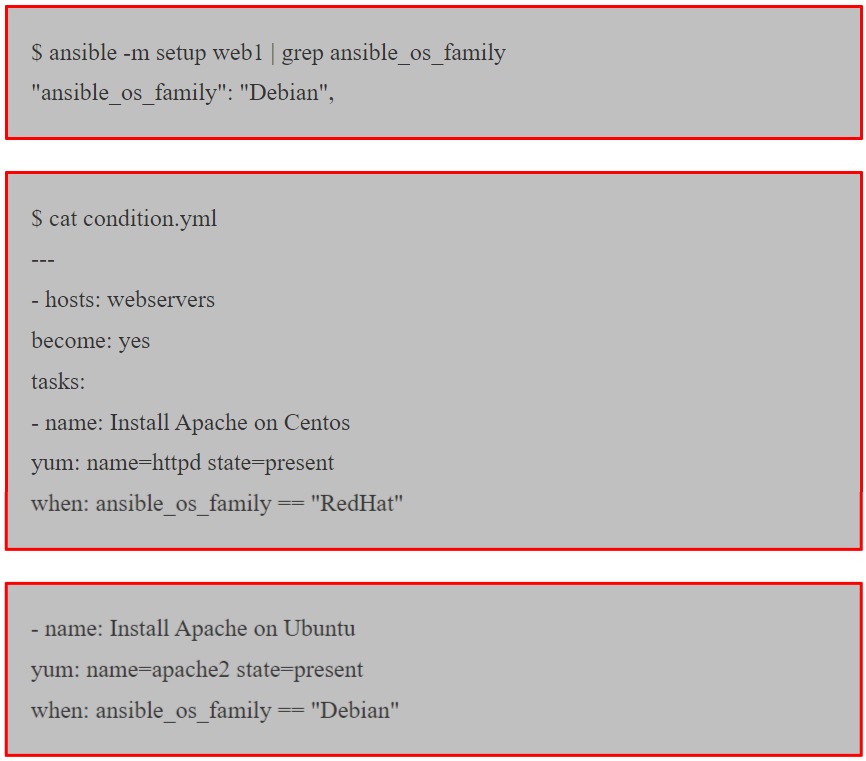 $ ansible -m setup web1 | grep ansible_os_family
"ansible_os_family": "Debian",
$ cat condition.yml
---
- hosts: webservers
become: yes
tasks:
- name: Install Apache on Centos
yum: name=httpd state=present
when: ansible_os_family == "RedHat"
- name: Install Apache on Ubuntu
yum: name=apache2 state=present
when: ansible_os_family == "Debian"